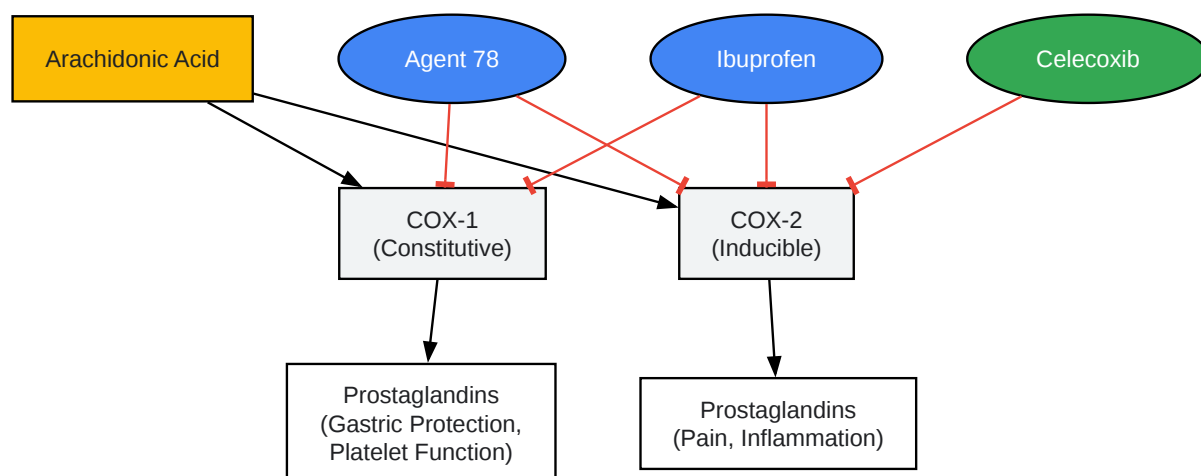 Arachidonic Acid
Agent 78
Ibuprofen
Celecoxib
COX-1
(Constitutive)
COX-2
(Inducible)
Prostaglandins
(Gastric Protection,
Platelet Function)
Prostaglandins
(Pain, Inflammation)